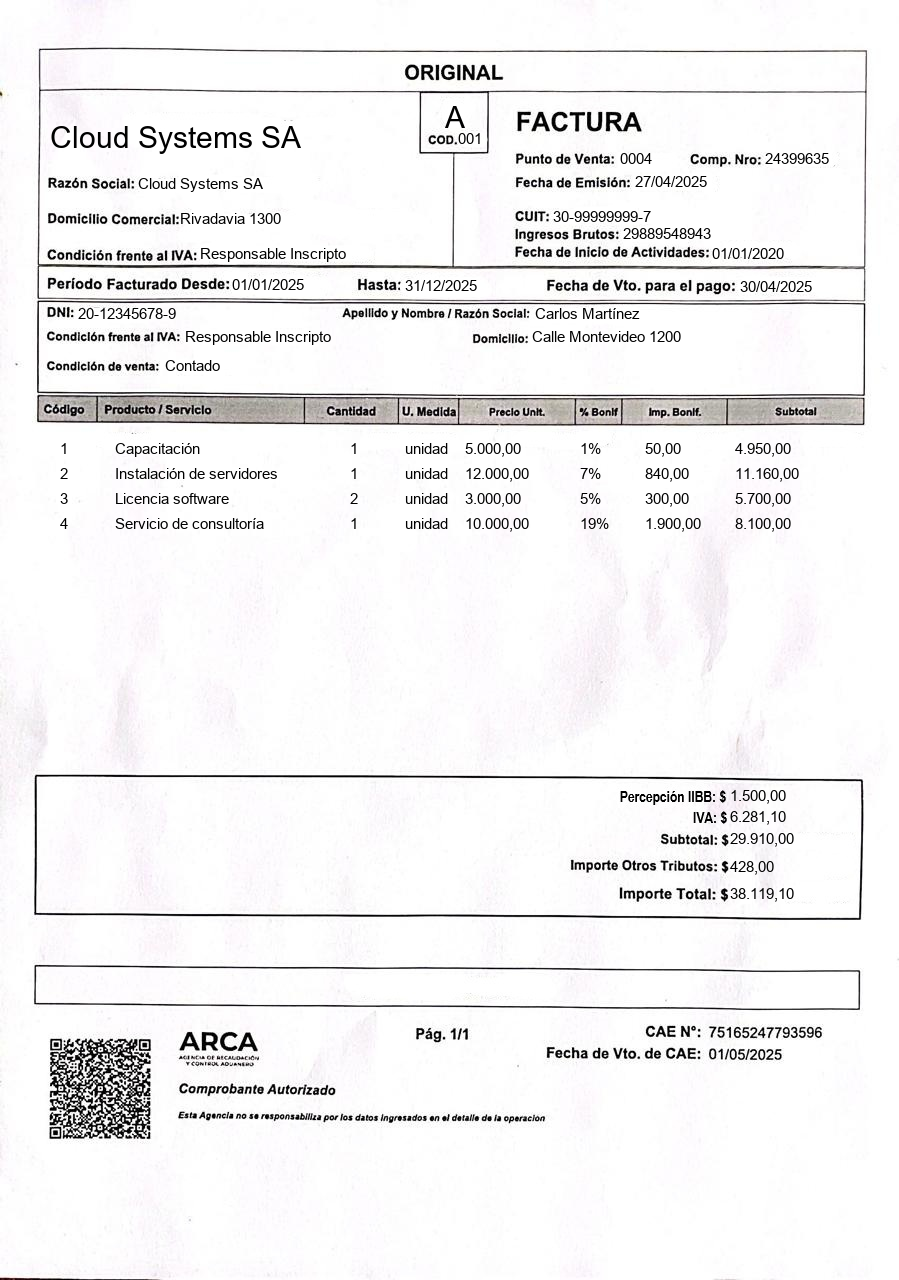 ORIGINAL
Cloud Systems SA
A
COD.001
FACTURA
Punto de Venta: 0004 Comp. Nro: 24399635
Razón Social: Cloud Systems SA
Fecha de Emisión: 27/04/2025
Domicilio Comercial:Rivadavia 1300
CUIT: 30-99999999-7
Ingresos Brutos: 29889548943
Condición frente al IVA: Responsable Inscripto
Fecha de Inicio de Actividades: 01/01/2020
Período Facturado Desde: 01/01/2025 Hasta: 31/12/2025 Fecha de Vto. para el pago: 30/04/2025
DNI: 20-12345678-9 Apellido y Nombre / Razón Social: Carlos Martínez
Condición frente al IVA: Responsable Inscripto Domicilio: Calle Montevideo 1200
Condición de venta: Contado
Código Producto / Servicio Cantidad U. Medida Precio Unit. % Bonif Imp. Bonif. Subtotal
1 Capacitación 1 unidad 5.000,00 1% 50,00 4.950,00
2 Instalación de servidores 1 unidad 12.000,00 7% 840,00 11.160,00
3 Licencia software 2 unidad 3.000,00 5% 300,00 5.700,00
4 Servicio de consultoría 1 unidad 10.000,00 19% 1.900,00 8.100,00
Percepción IIBB: $ 1.500,00
IVA: $ 6.281,10
Subtotal: $ 29.910,00
Importe Otros Tributos: $ 428,00
Importe Total: $ 38.119,10
ARCA
AGENCIA DE RECAUDACIÓN
Y CONTROL ADUANERO
Pág. 1/1
CAE N°: 75165247793596
Fecha de Vto. de CAE: 01/05/2025
Comprobante Autorizado
Esta Agencia no se responsabiliza por los datos ingresados en el detalle de la operación